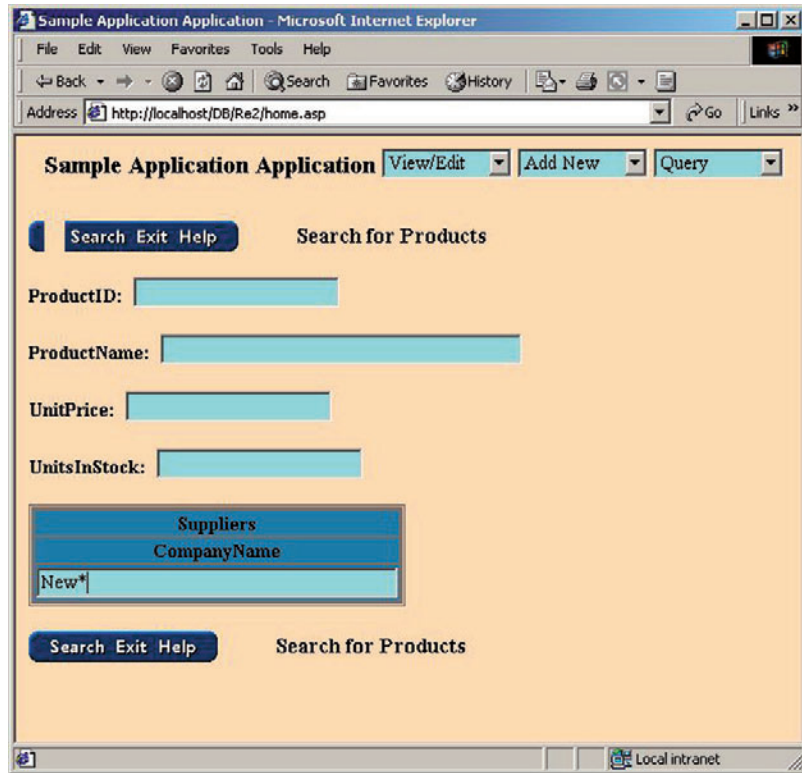 Sample Application Application - Microsoft Internet Explorer
File Edit View Favorites Tools Help
Back Search Favorites History
Address http://localhost/DB/Re2/home.asp Go Links »
Sample Application Application View/Edit Add New Query
Search Exit Help Search for Products
ProductID:
ProductName:
UnitPrice:
UnitsInStock:
Suppliers
CompanyName
New*
Search Exit Help Search for Products
Local intranet